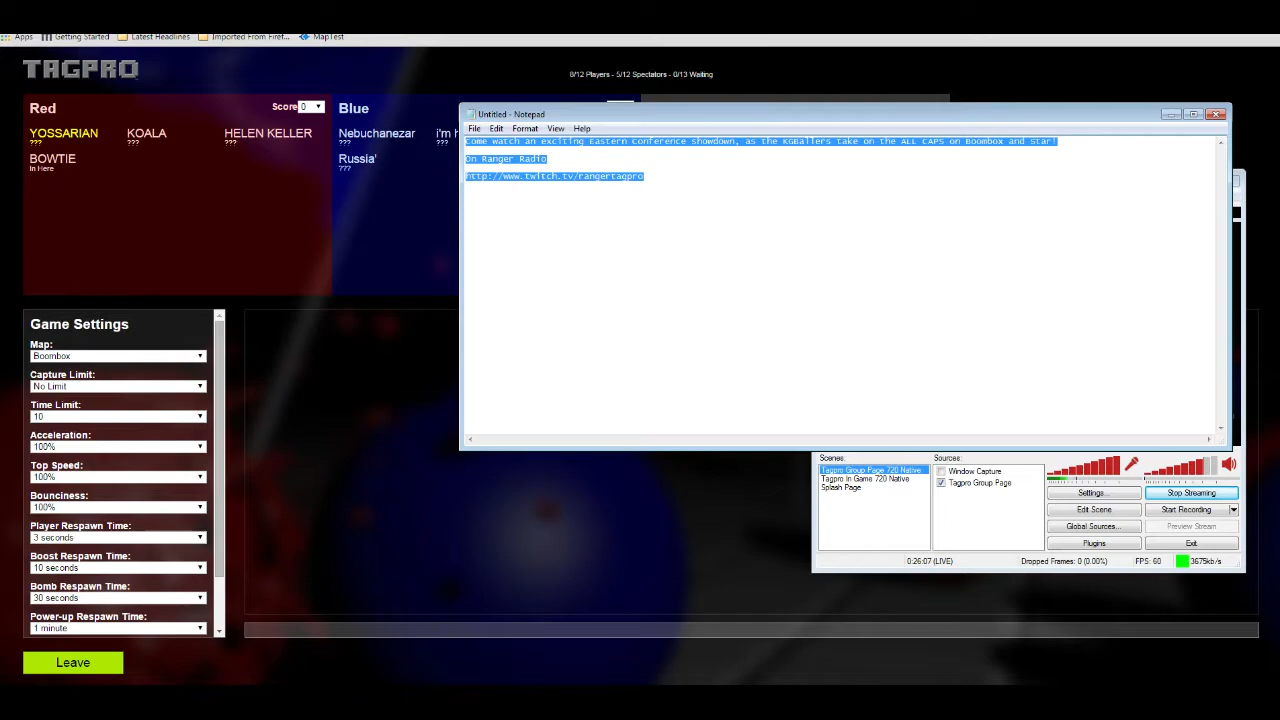 Apps Getting Started Latest Headlines Imported From Firef... MapTest
TAGPRO
8/12 Players - 5/12 Spectators - 0/13 Waiting
Red Score 0
YOSSARIAN KOALA HELEN KELLER
??? ??? ???
BOWTIE
In Here
Blue
Nebuchanezar i'm h
???
Russia'
???
Untitled - Notepad
File Edit Format View Help
Come watch an exciting Eastern Conference showdown, as the KGBallers take on the ALL CAPS on Boombox and Star!
On Ranger Radio
http://www.twitch.tv/rangertagpro
Game Settings
Map:
Boombox
Capture Limit:
No Limit
Time Limit:
10
Acceleration:
100%
Top Speed:
100%
Bounciness:
100%
Player Respawn Time:
3 seconds
Boost Respawn Time:
10 seconds
Bomb Respawn Time:
30 seconds
Power-up Respawn Time:
1 minute
Leave
Scenes: Sources:
Tagpro Group Page 720 Native
Tagpro In Game 720 Native
Splash Page
Window Capture
Tagpro Group Page
Settings... Stop Streaming
Edit Scene Start Recording
Global Sources... Preview Stream
Plugins Exit
0:26:07 (LIVE) Dropped Frames: 0 (0.00%) FPS: 60 3675kb/s